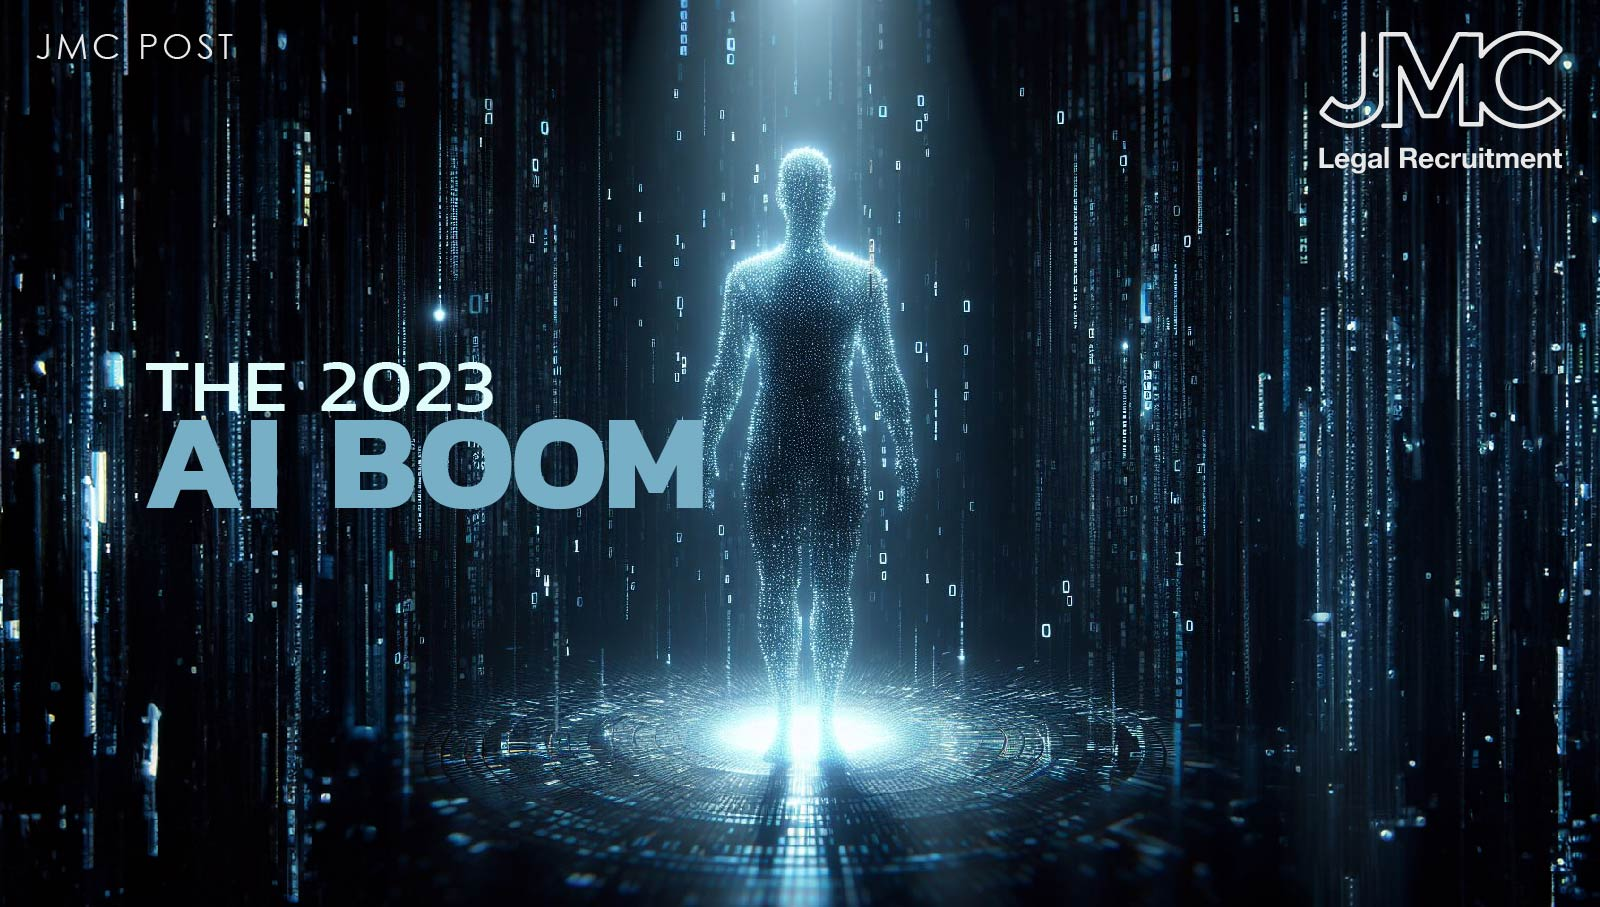 JMC POST
JMC
Legal Recruitment
THE 2023
AI BOOM